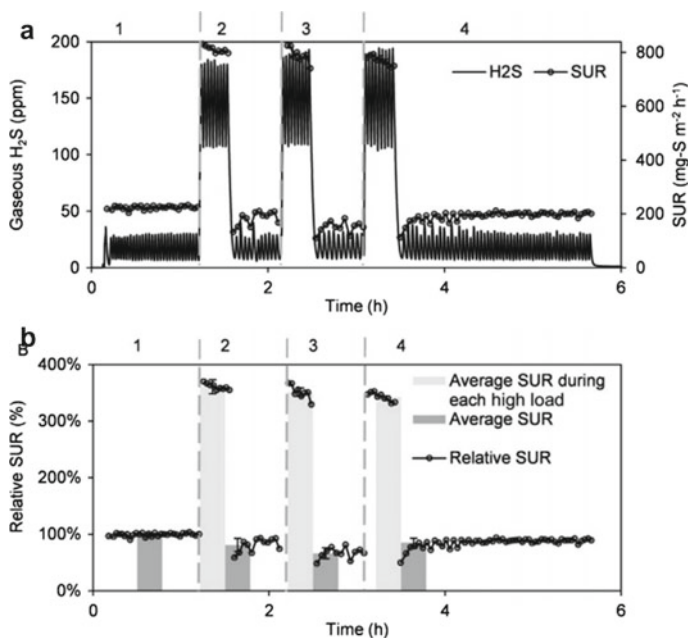 a
1 2 3 4
200
150
100
50
0
Gaseous H₂S (ppm)
H2S SUR
800
600
400
200
0
SUR (mg-S m⁻² h⁻¹)
0 2 4 6
Time (h)
b
B
1 2 3 4
400%
300%
200%
100%
0%
Relative SUR (%)
Average SUR during
each high load
Average SUR
Relative SUR
0 2 4 6
Time (h)